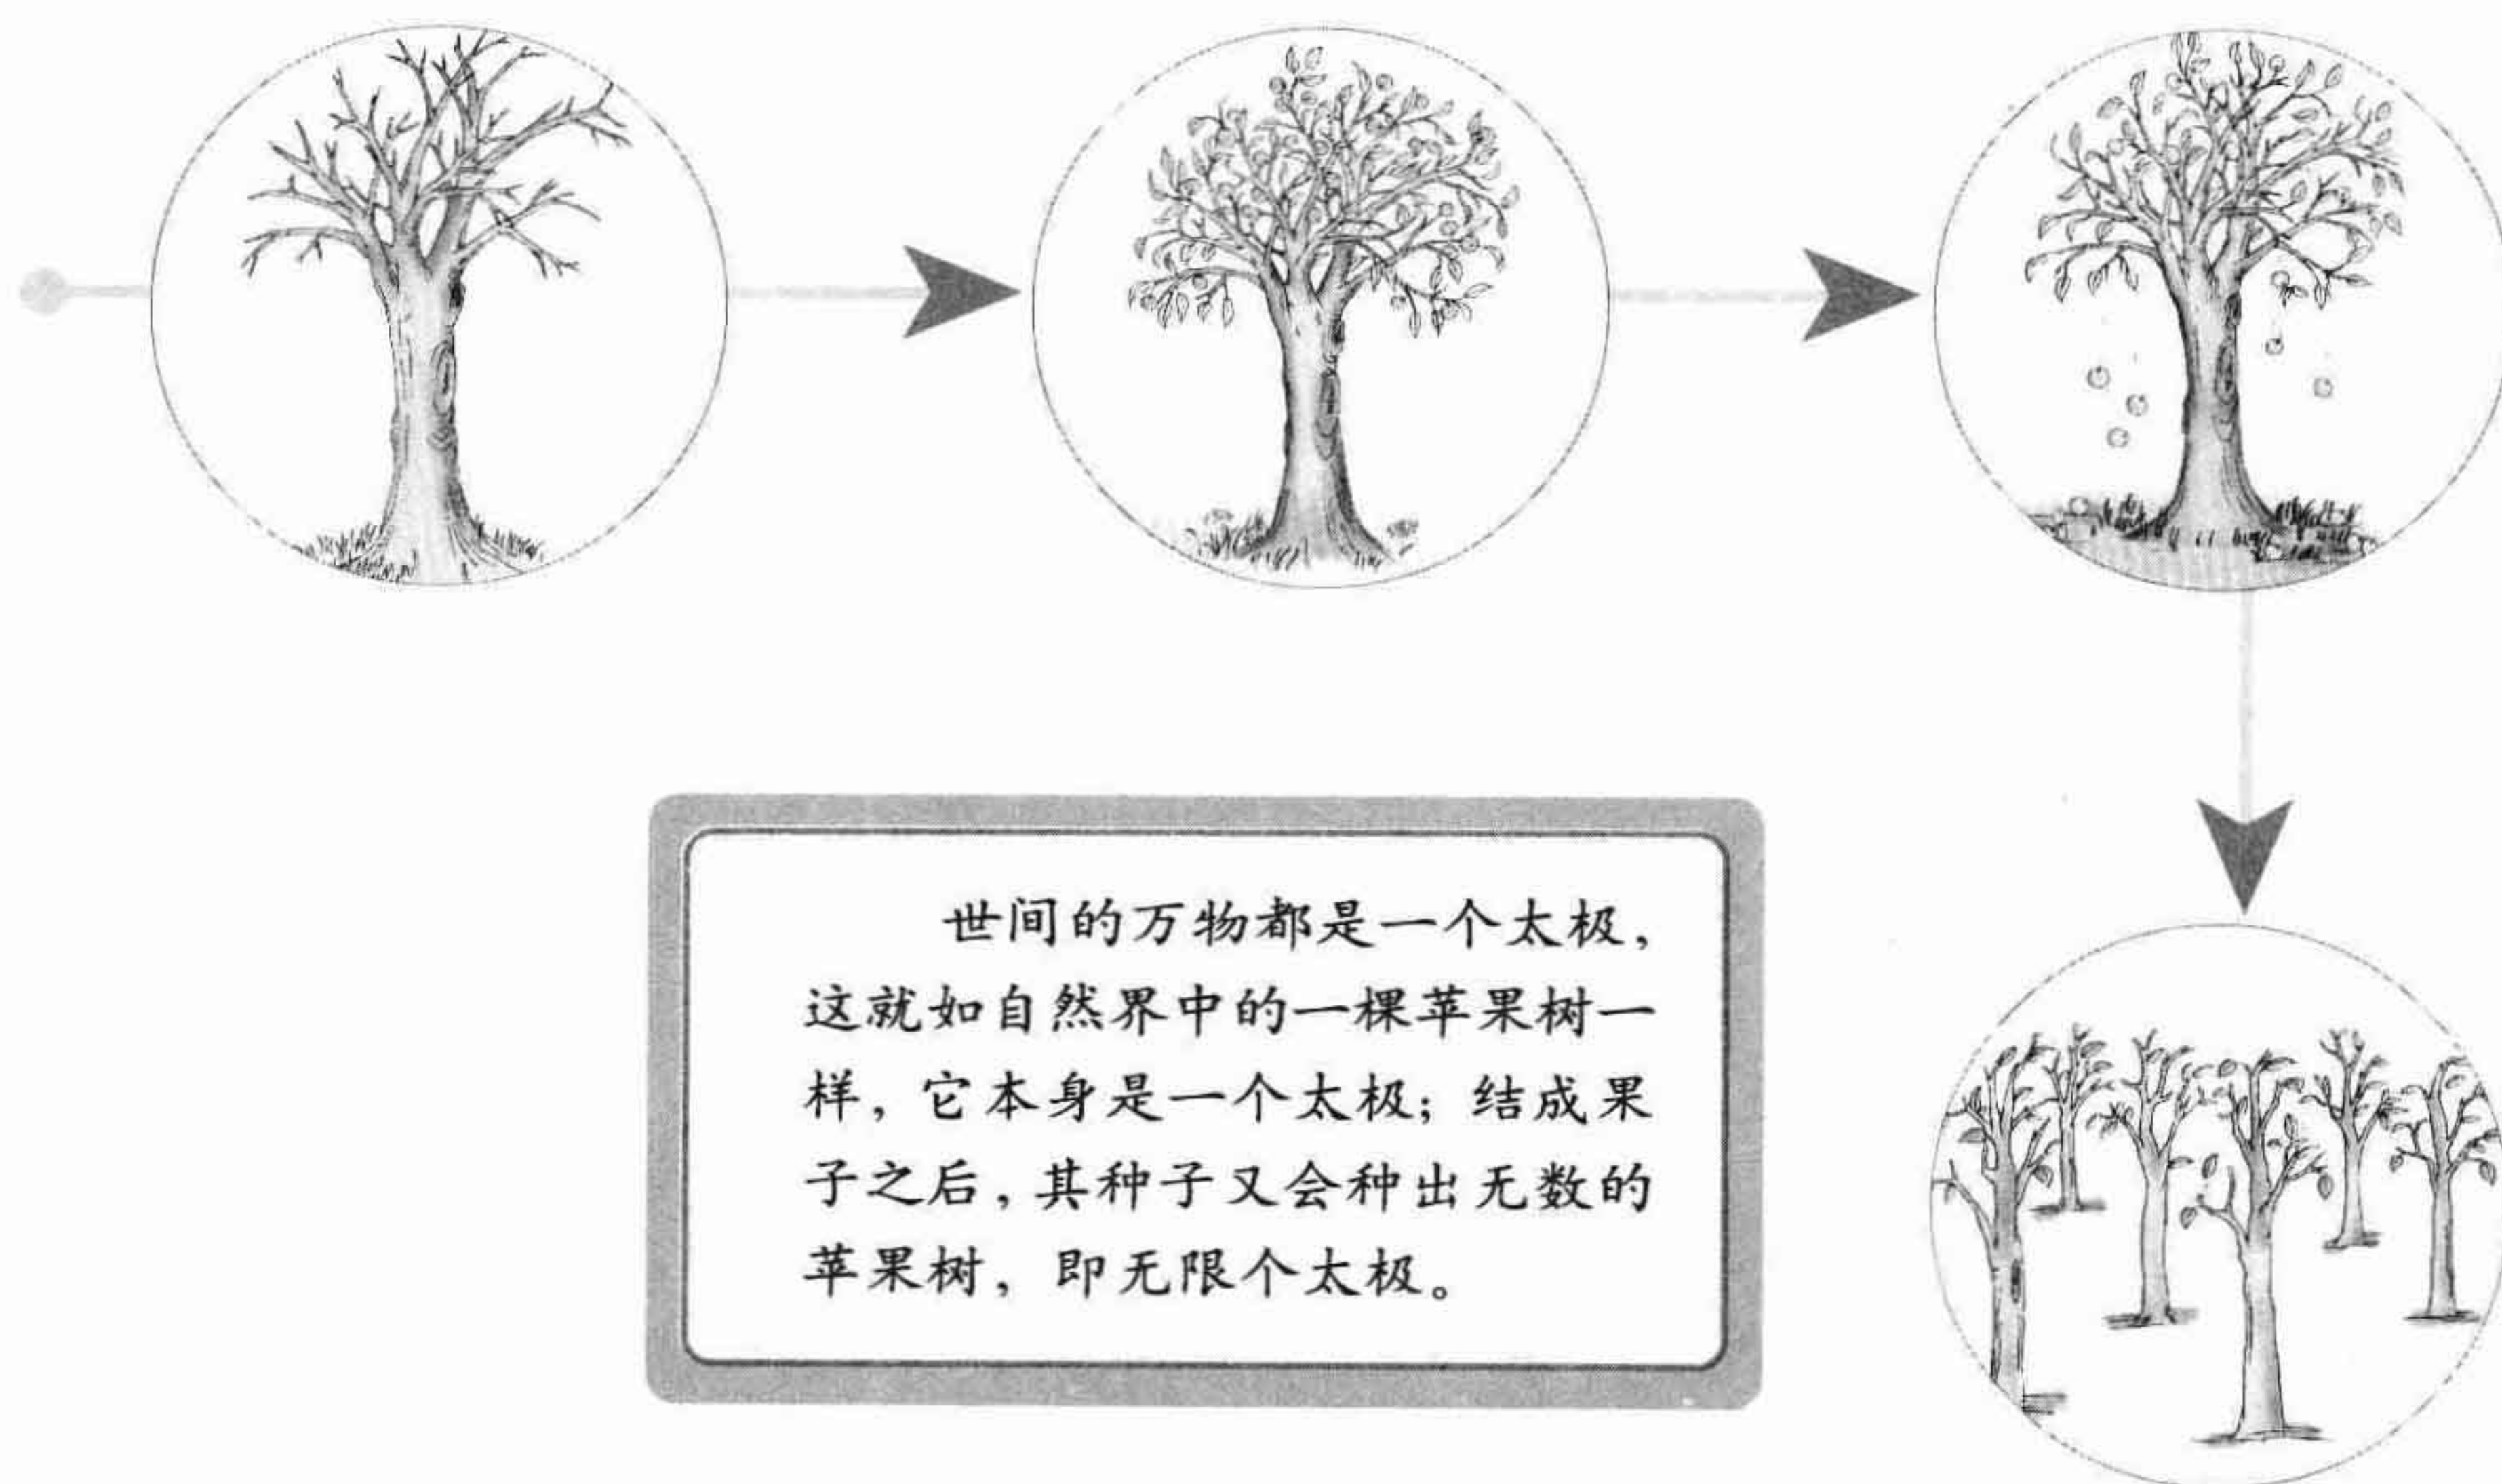 世间的万物都是一个太极，
这就如自然界中的一棵苹果树一
样，它本身是一个太极；结成果
子之后，其种子又会种出无数的
苹果树，即无限个太极。